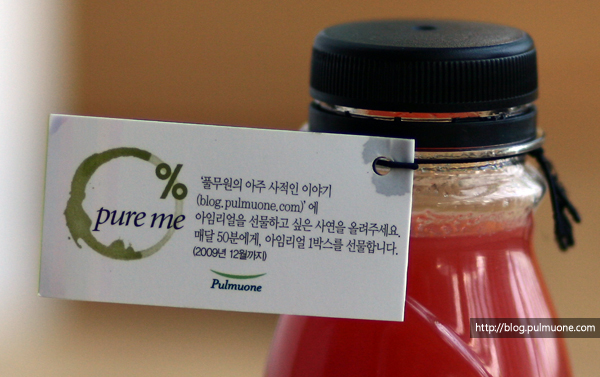 %
pure me
'풀무원의 아주 사적인 이야기
(blog.pulmuone.com)' 에
아임리얼을 선물하고 싶은 사연을 올려주세요.
매달 50분에게, 아임리얼 1박스를 선물합니다.
(2009년 12월까지)
Pulmuone
http://blog.pulmuone.com